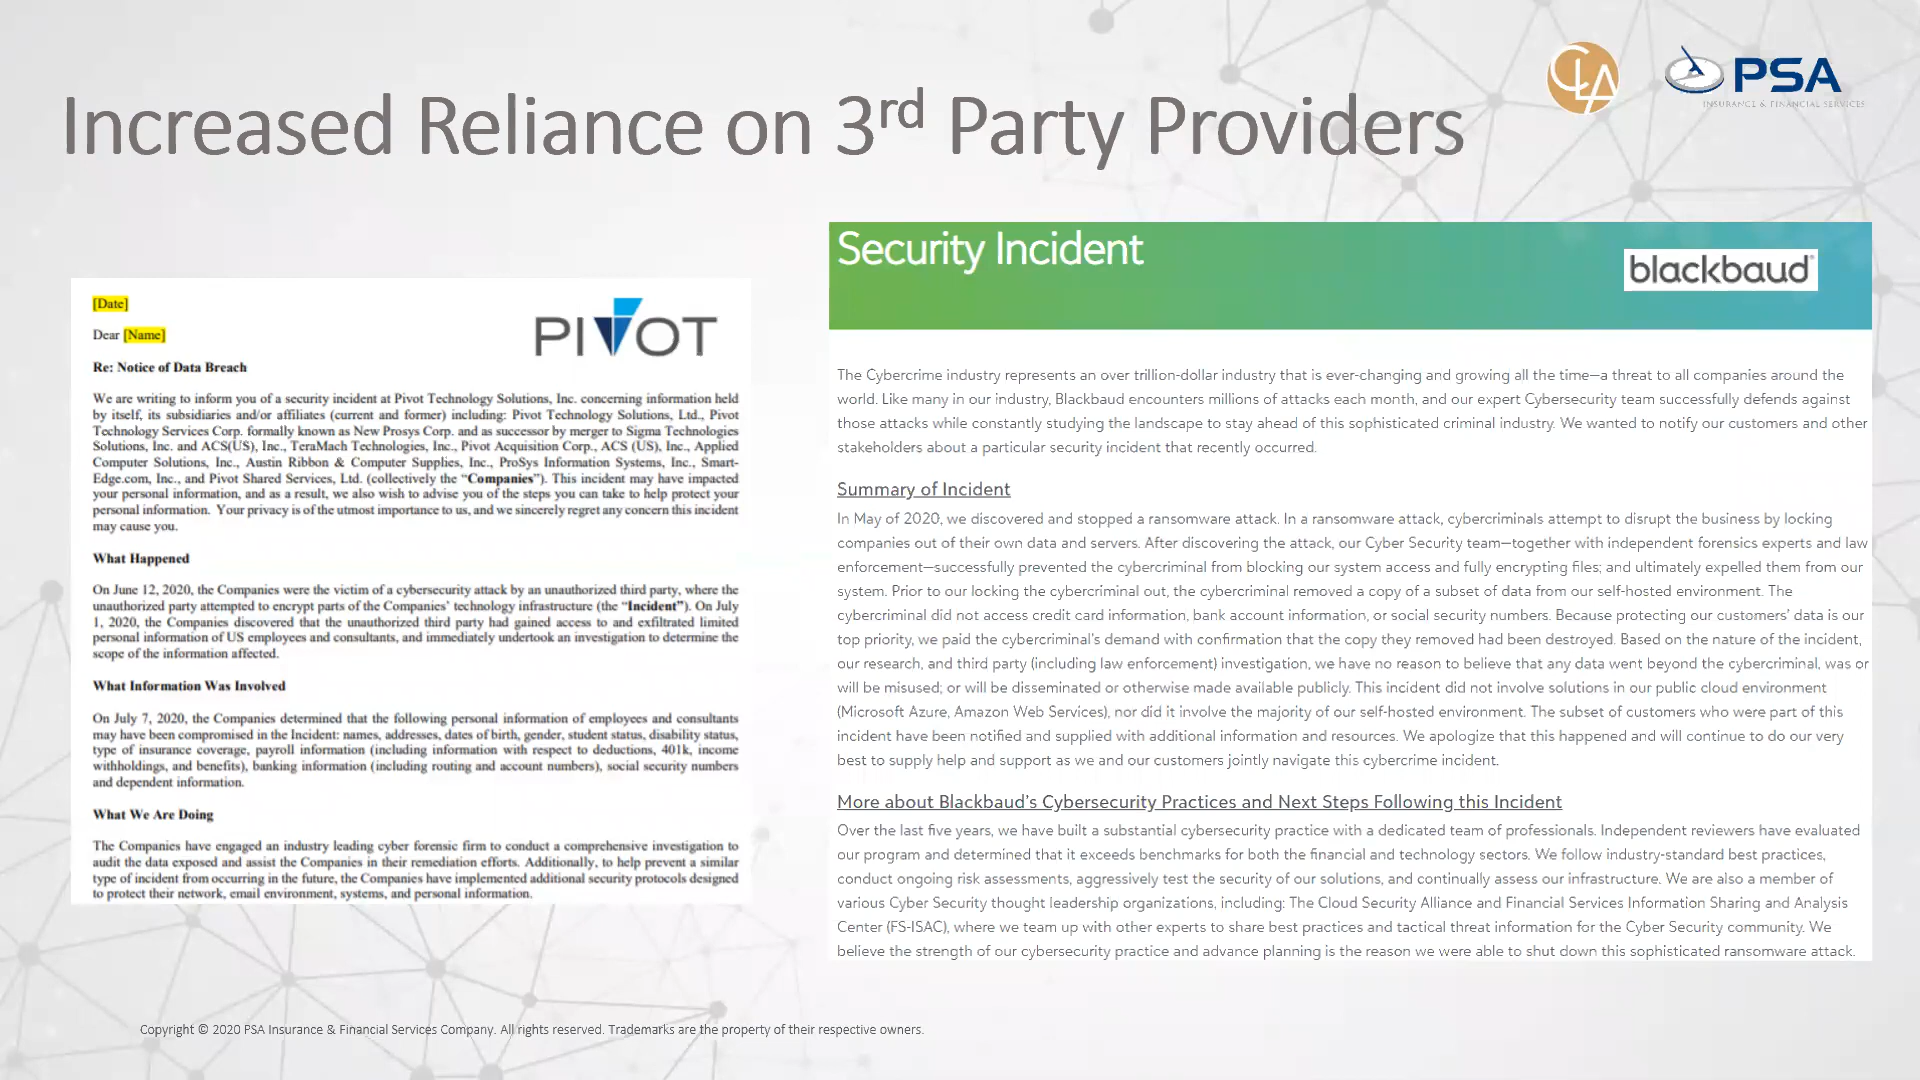 Increased Reliance on 3rd Party Providers
CLA
PSA
INSURANCE & FINANCIAL SERVICES
[Date]
Dear [Name]
PIVOT
Re: Notice of Data Breach
We are writing to inform you of a security incident at Pivot Technology Solutions, Inc. concerning information held
by itself, its subsidiaries and/or affiliates (current and former) including: Pivot Technology Solutions, Ltd., Pivot
Technology Services Corp. formally known as New Prosys Corp. and as successor by merger to Sigma Technologies
Solutions, Inc. and ACS(US), Inc., TeraMach Technologies, Inc., Pivot Acquisition Corp., ACS (US), Inc., Applied
Computer Solutions, Inc., Austin Ribbon & Computer Supplies, Inc., ProSys Information Systems, Inc., Smart-
Edge.com, Inc., and Pivot Shared Services, Ltd. (collectively the “Companies”). This incident may have impacted
your personal information, and as a result, we also wish to advise you of the steps you can take to help protect your
personal information. Your privacy is of the utmost importance to us, and we sincerely regret any concern this incident
may cause you.
What Happened
On June 12, 2020, the Companies were the victim of a cybersecurity attack by an unauthorized third party, where the
unauthorized party attempted to encrypt parts of the Companies’ technology infrastructure (the “Incident”). On July
1, 2020, the Companies discovered that the unauthorized third party had gained access to and exfiltrated limited
personal information of US employees and consultants, and immediately undertook an investigation to determine the
scope of the information affected.
What Information Was Involved
On July 7, 2020, the Companies determined that the following personal information of employees and consultants
may have been compromised in the Incident: names, addresses, dates of birth, gender, student status, disability status,
type of insurance coverage, payroll information (including information with respect to deductions, 401k, income
withholdings, and benefits), banking information (including routing and account numbers), social security numbers
and dependent information.
What We Are Doing
The Companies have engaged an industry leading cyber forensic firm to conduct a comprehensive investigation to
audit the data exposed and assist the Companies in their remediation efforts. Additionally, to help prevent a similar
type of incident from occurring in the future, the Companies have implemented additional security protocols designed
to protect their network, email environment, systems, and personal information.
Security Incident
blackbaud
The Cybercrime industry represents an over trillion-dollar industry that is ever-changing and growing all the time—a threat to all companies around the
world. Like many in our industry, Blackbaud encounters millions of attacks each month, and our expert Cybersecurity team successfully defends against
those attacks while constantly studying the landscape to stay ahead of this sophisticated criminal industry. We wanted to notify our customers and other
stakeholders about a particular security incident that recently occurred.
Summary of Incident
In May of 2020, we discovered and stopped a ransomware attack. In a ransomware attack, cybercriminals attempt to disrupt the business by locking
companies out of their own data and servers. After discovering the attack, our Cyber Security team—together with independent forensics experts and law
enforcement—successfully prevented the cybercriminal from blocking our system access and fully encrypting files; and ultimately expelled them from our
system. Prior to our locking the cybercriminal out, the cybercriminal removed a copy of a subset of data from our self-hosted environment. The
cybercriminal did not access credit card information, bank account information, or social security numbers. Because protecting our customers’ data is our
top priority, we paid the cybercriminal’s demand with confirmation that the copy they removed had been destroyed. Based on the nature of the incident,
our research, and third party (including law enforcement) investigation, we have no reason to believe that any data went beyond the cybercriminal, was or
will be misused; or will be disseminated or otherwise made available publicly. This incident did not involve solutions in our public cloud environment
(Microsoft Azure, Amazon Web Services), nor did it involve the majority of our self-hosted environment. The subset of customers who were part of this
incident have been notified and supplied with additional information and resources. We apologize that this happened and will continue to do our very
best to supply help and support as we and our customers jointly navigate this cybercrime incident.
More about Blackbaud’s Cybersecurity Practices and Next Steps Following this Incident
Over the last five years, we have built a substantial cybersecurity practice with a dedicated team of professionals. Independent reviewers have evaluated
our program and determined that it exceeds benchmarks for both the financial and technology sectors. We follow industry-standard best practices,
conduct ongoing risk assessments, aggressively test the security of our solutions, and continually assess our infrastructure. We are also a member of
various Cyber Security thought leadership organizations, including: The Cloud Security Alliance and Financial Services Information Sharing and Analysis
Center (FS-ISAC), where we team up with other experts to share best practices and tactical threat information for the Cyber Security community. We
believe the strength of our cybersecurity practice and advance planning is the reason we were able to shut down this sophisticated ransomware attack.
Copyright © 2020 PSA Insurance & Financial Services Company. All rights reserved. Trademarks are the property of their respective owners.